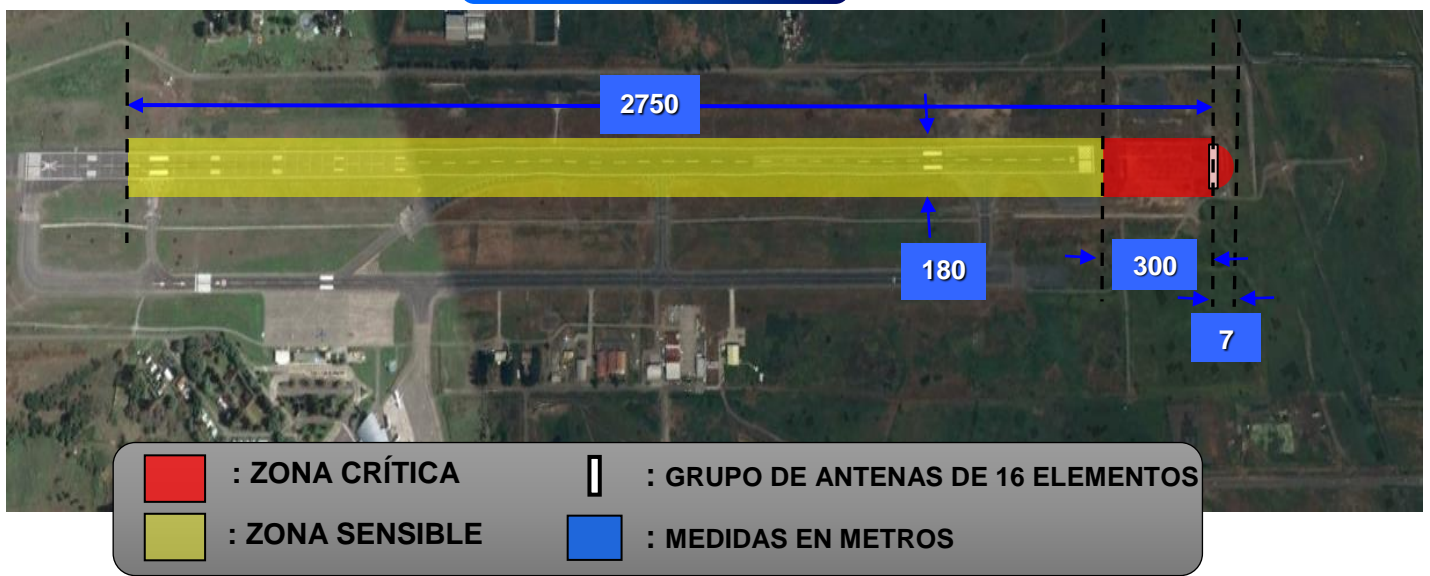 2750
180
300
7
: ZONA CRÍTICA
: GRUPO DE ANTENAS DE 16 ELEMENTOS
: ZONA SENSIBLE
: MEDIDAS EN METROS